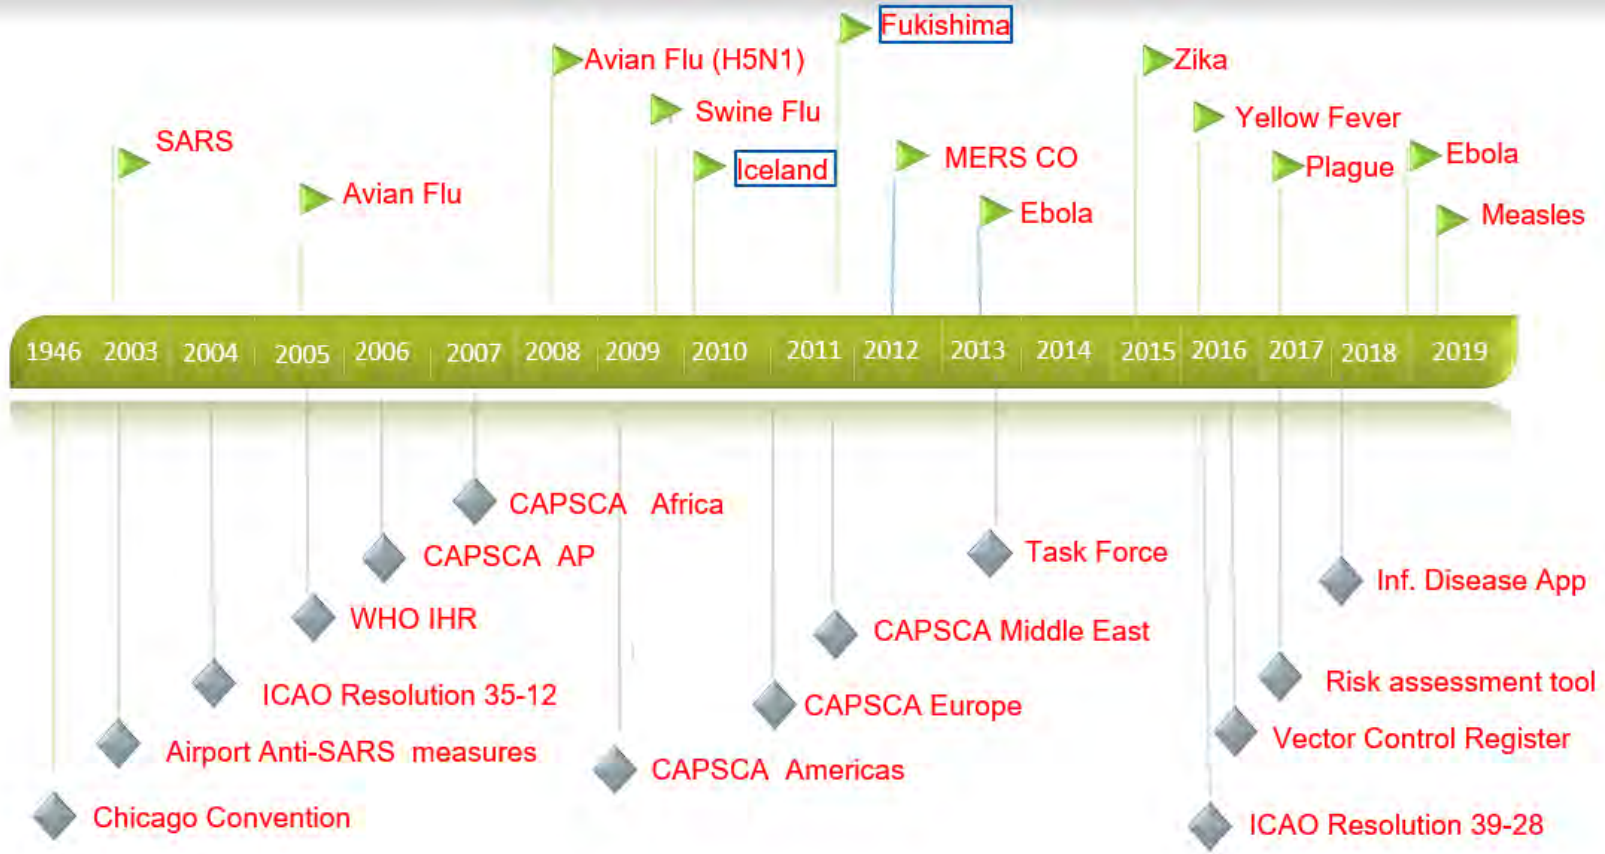 Fukishima
Avian Flu (H5N1)
Zika
Swine Flu
Yellow Fever
SARS
Iceland
MERS CO
Plague
Ebola
Avian Flu
Ebola
Measles
1946 2003 2004 2005 2006 2007 2008 2009 2010 2011 2012 2013 2014 2015 2016 2017 2018 2019
CAPSCA Africa
CAPSCA AP
Task Force
Inf. Disease App
WHO IHR
CAPSCA Middle East
ICAO Resolution 35-12
Risk assessment tool
CAPSCA Europe
Vector Control Register
Airport Anti-SARS measures
CAPSCA Americas
Chicago Convention
ICAO Resolution 39-28